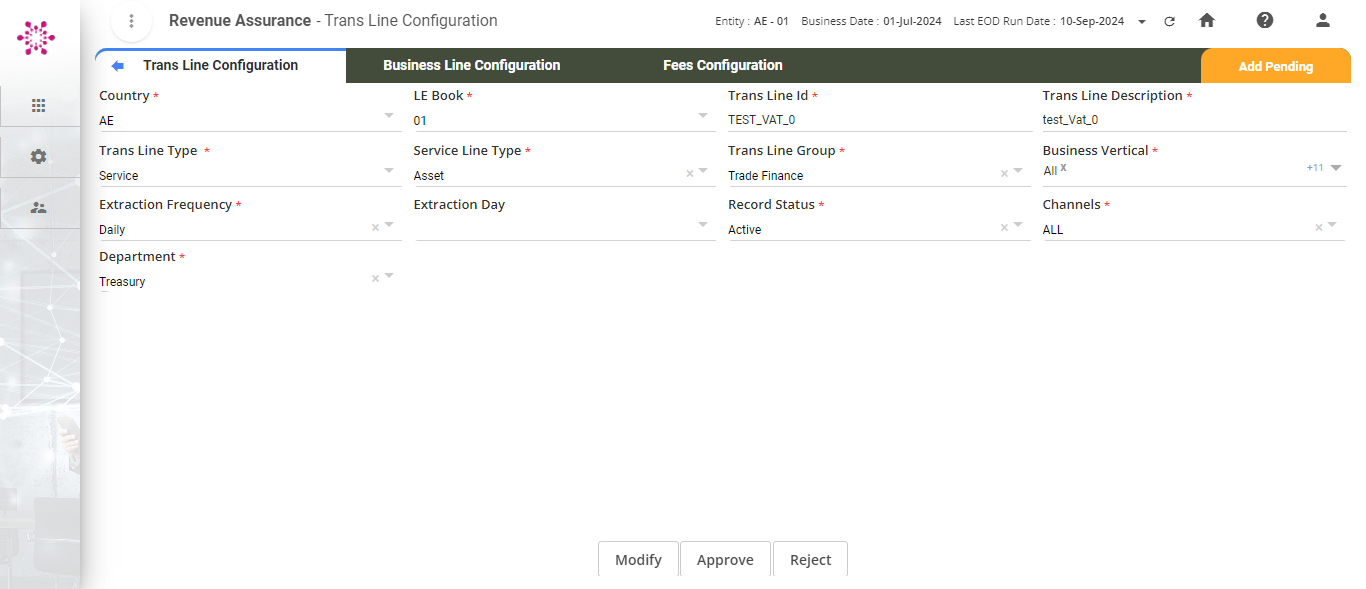 Revenue Assurance - Trans Line Configuration
Entity : AE - 01 Business Date : 01-Jul-2024 Last EOD Run Date : 10-Sep-2024
Trans Line Configuration Business Line Configuration Fees Configuration Add Pending
Country * LE Book * Trans Line Id * Trans Line Description *
AE 01 TEST_VAT_0 test_Vat_0
Trans Line Type * Service Line Type * Trans Line Group * Business Vertical *
Service Asset × Trade Finance × All x +11
Extraction Frequency * Extraction Day Record Status * Channels *
Daily × Active × ALL ×
Department *
Treasury ×
Modify Approve Reject